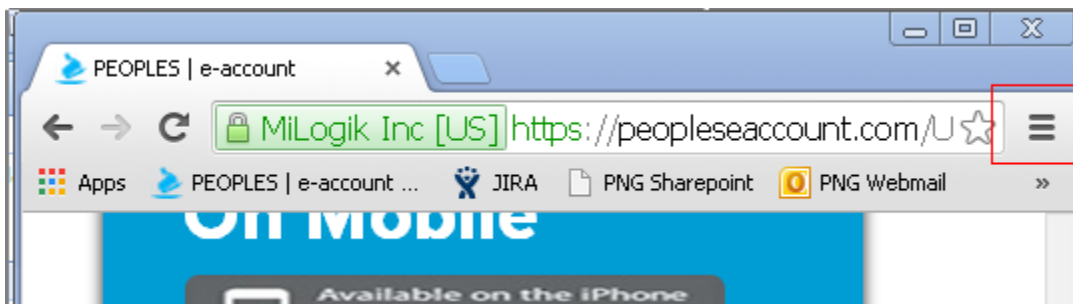 PEOPLES | e-account
MiLogik Inc [US] https://peopleseaccount.com/U
Apps PEOPLES | e-account ... JIRA PNG Sharepoint PNG Webmail »
On Mobile
Available on the iPhone